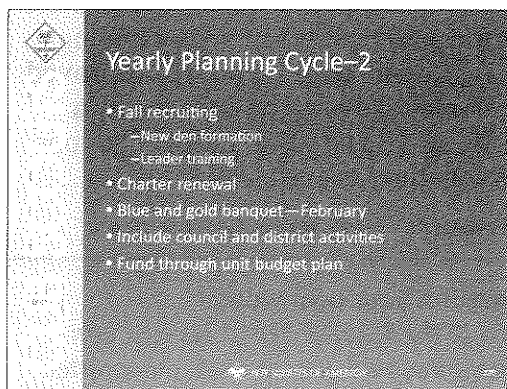 Yearly Planning Cycle–2
• Fall recruiting
–New den formation
–Leader training
• Charter renewal
• Blue and gold banquet—February
• Include council and district activities
• Fund through unit budget plan
BOY SCOUTS OF AMERICA